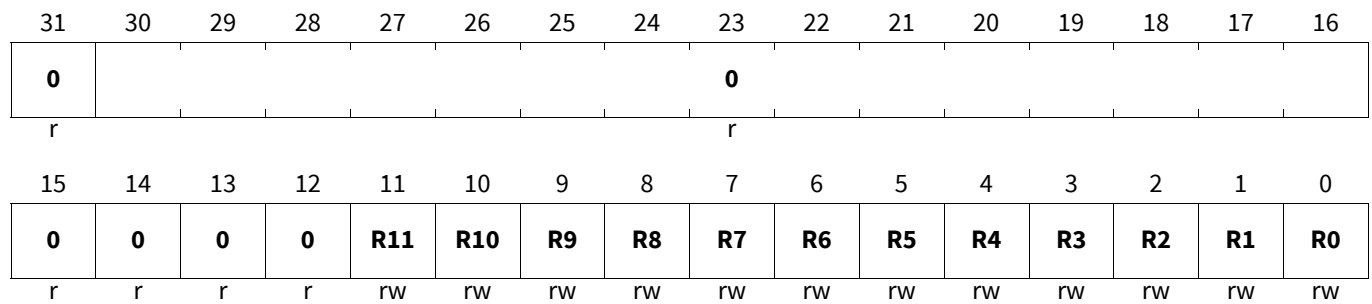 31 30 29 28 27 26 25 24 23 22 21 20 19 18 17 16
0 0
r r
15 14 13 12 11 10 9 8 7 6 5 4 3 2 1 0
0 0 0 0 R11 R10 R9 R8 R7 R6 R5 R4 R3 R2 R1 R0
r r r r rw rw rw rw rw rw rw rw rw rw rw rw